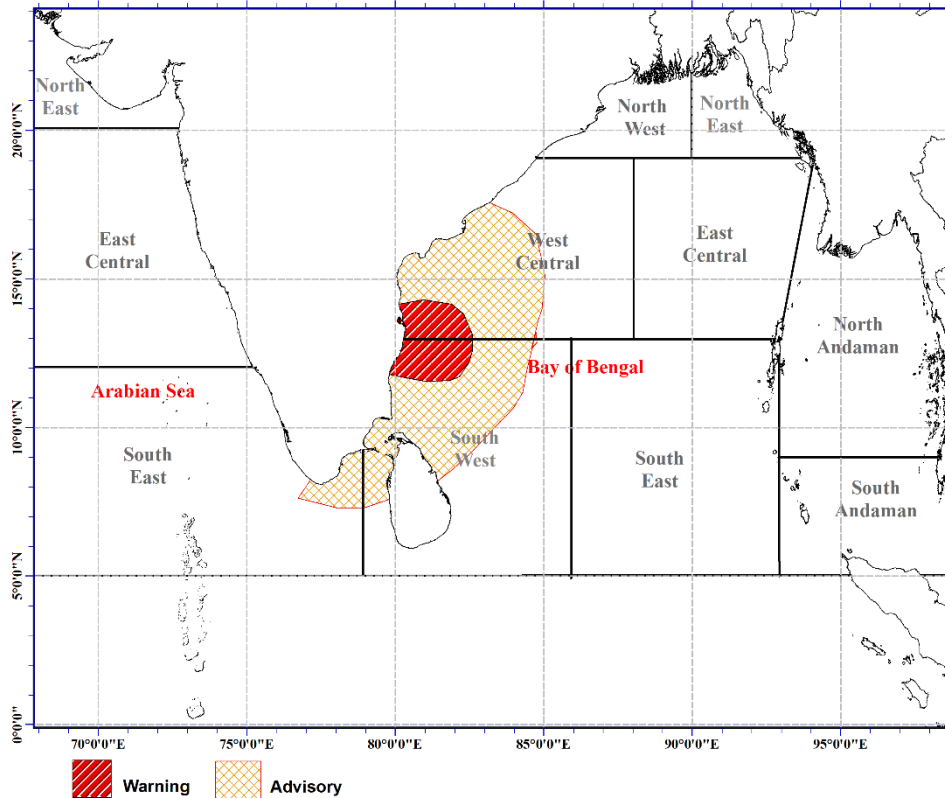 North
East
North
West
North
East
20°0'0"N
East
Central
West
Central
East
Central
15°0'0"N
North
Andaman
Bay of Bengal
Arabian Sea
10°0'0"N
South
East
South
West
South
East
South
Andaman
5°0'0"N
0°0'0"
70°0'0"E
75°0'0"E
80°0'0"E
85°0'0"E
90°0'0"E
95°0'0"E
Warning
Advisory